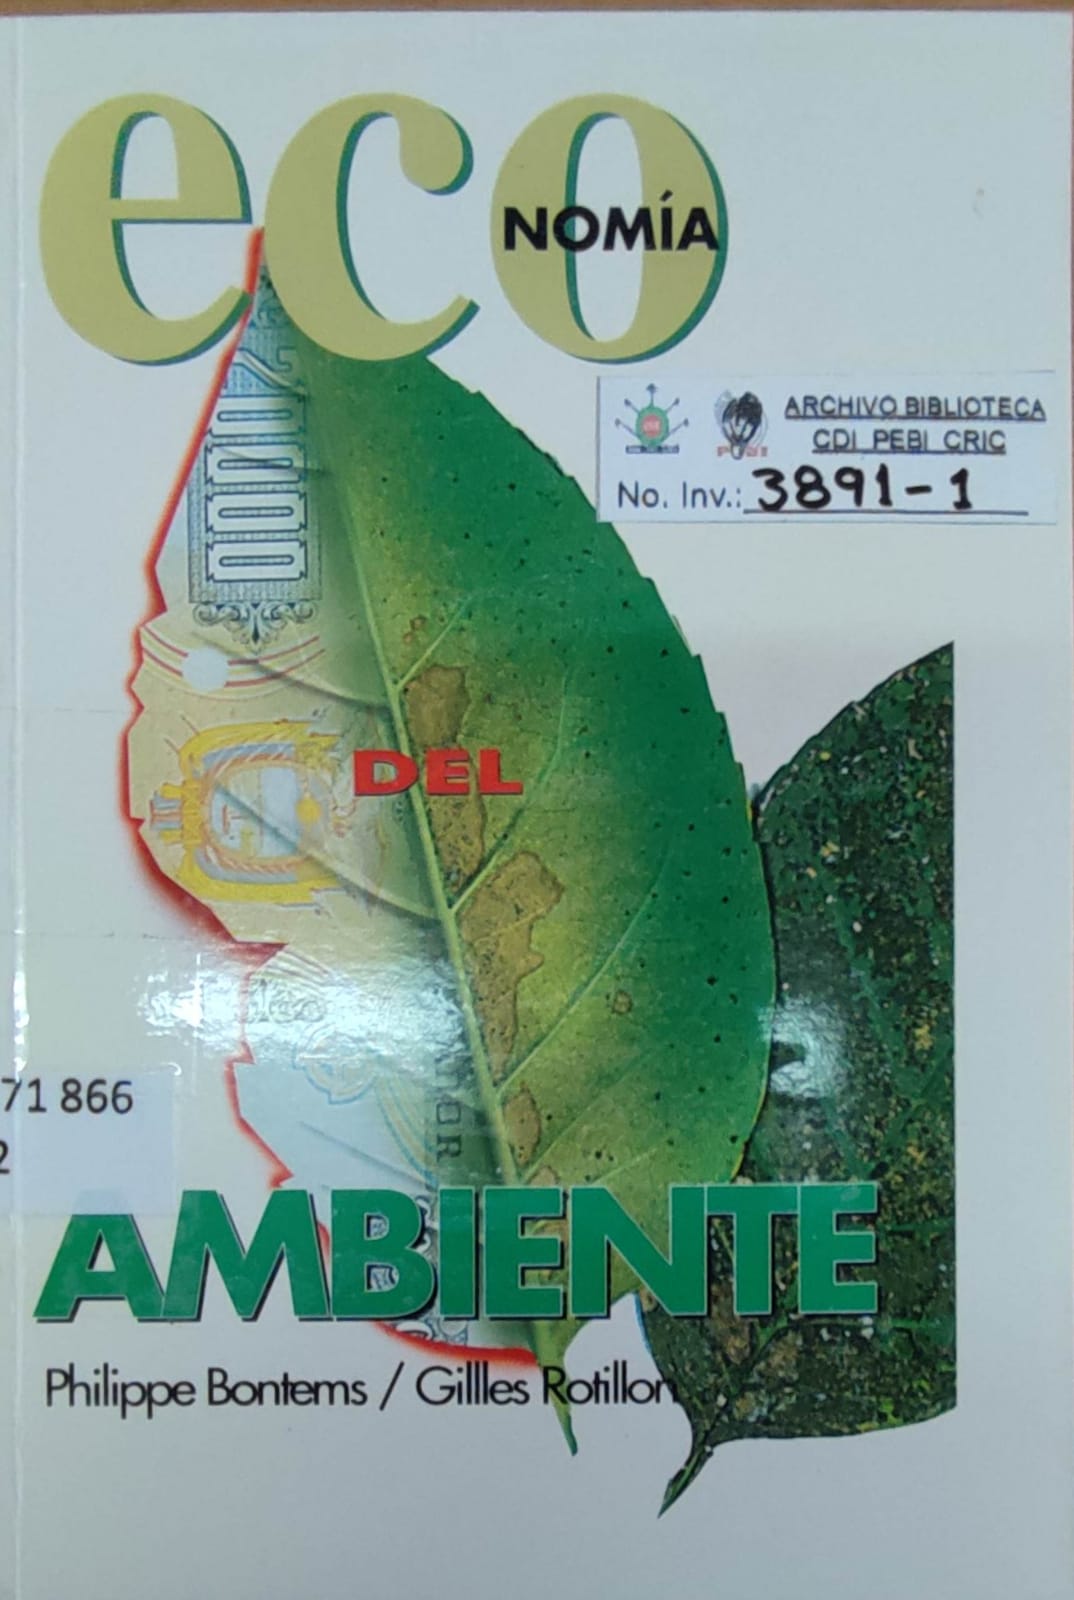 eco
NOMÍA
ARCHIVO BIBLIOTECA
CDI PEBI CRIC
No. Inv.: 3891-1
DEL
71 866
2
AMBIENTE
Philippe Bontems / Gillles Rotillon